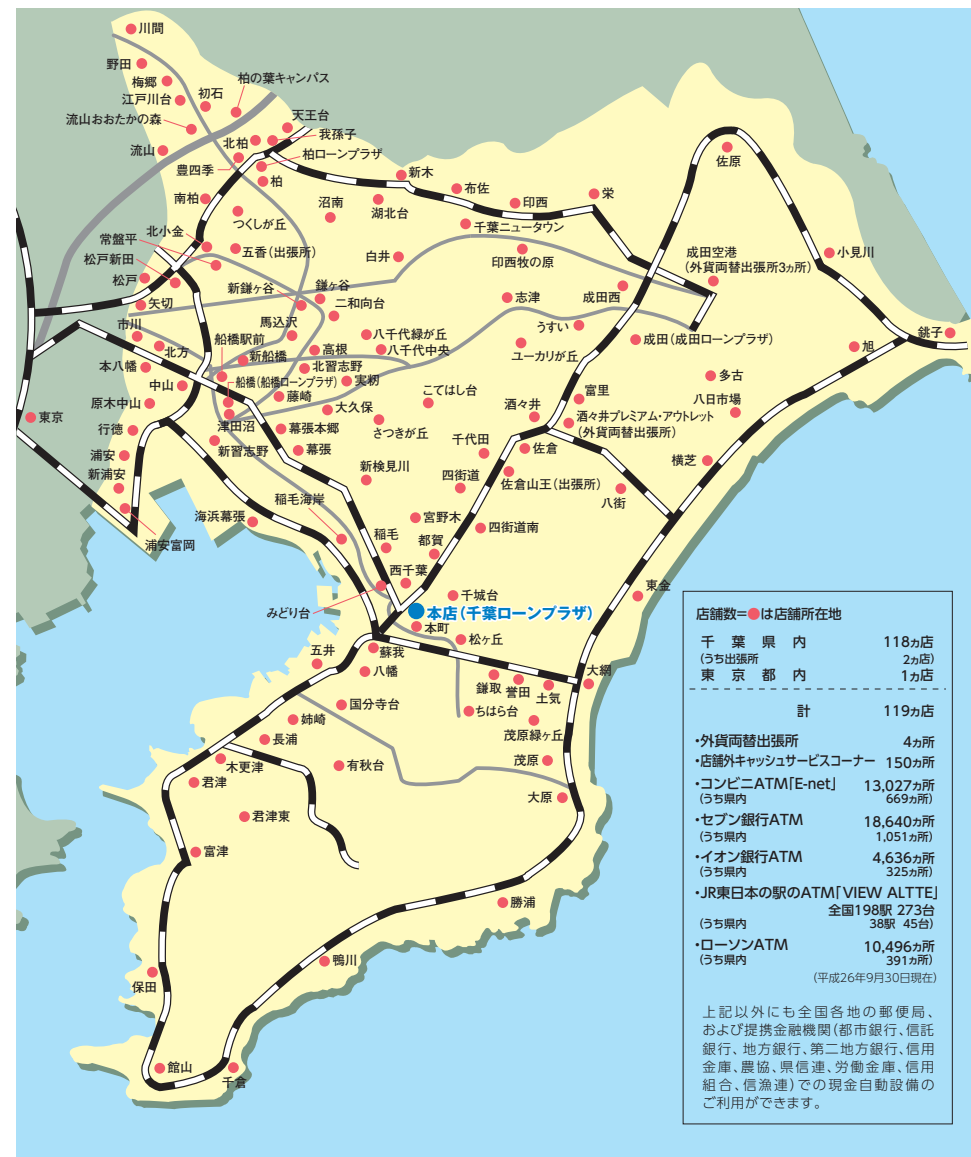 川間
野田
梅郷
江戸川台
初石
柏の葉キャンパス
流山おおたかの森
天王台
我孫子
北柏
柏ローンプラザ
流山
豊四季
柏
新木
布佐
印西
栄
佐原
南柏
沼南
湖北台
つくしが丘
千葉ニュータウン
北小金
常盤平
五香(出張所)
白井
印西牧の原
成田空港
(外貨両替出張所3ヵ所)
小見川
松戸新田
松戸
新鎌ヶ谷
鎌ヶ谷
志津
成田西
矢切
二和向台
市川
船橋駅前
馬込沢
八千代緑が丘
うすい
銚子
北方
新船橋
高根
八千代中央
ユーカリが丘
成田(成田ローンプラザ)
旭
本八幡
北習志野
中山
船橋(船橋ローンプラザ)
実籾
こてはし台
富里
多古
原木中山
藤崎
八日市場
東京
大久保
酒々井
酒々井プレミアム・アウトレット
(外貨両替出張所)
行徳
津田沼
幕張本郷
さつきが丘
千代田
新習志野
幕張
佐倉
浦安
新検見川
四街道
佐倉山王(出張所)
横芝
新浦安
稲毛海岸
八街
浦安富岡
海浜幕張
宮野木
四街道南
稲毛
都賀
西千葉
みどり台
千城台
東金
本店(千葉ローンプラザ)
本町
松ヶ丘
五井
蘇我
八幡
鎌取
誉田
土気
大網
国分寺台
姉崎
ちはら台
茂原緑ヶ丘
長浦
木更津
有秋台
茂原
君津
大原
君津東
富津
勝浦
鴨川
保田
館山
千倉
店舗数=●は店舗所在地
千葉県内 118ヵ店
(うち出張所 2ヵ店)
東京都内 1ヵ店
計 119ヵ店
・外貨両替出張所 4ヵ所
・店舗外キャッシュサービスコーナー 150ヵ所
・コンビニATM「E-net」 13,027ヵ所
(うち県内 669ヵ所)
・セブン銀行ATM 18,640ヵ所
(うち県内 1,051ヵ所)
・イオン銀行ATM 4,636ヵ所
(うち県内 325ヵ所)
・JR東日本の駅のATM「VIEW ALTTE」
全国198駅 273台
(うち県内 38駅 45台)
・ローソンATM 10,496ヵ所
(うち県内 391ヵ所)
(平成26年9月30日現在)
上記以外にも全国各地の郵便局、
および提携金融機関(都市銀行、信託
銀行、地方銀行、第二地方銀行、信用
金庫、農協、県信連、労働金庫、信用
組合、信漁連)での現金自動設備の
ご利用ができます。